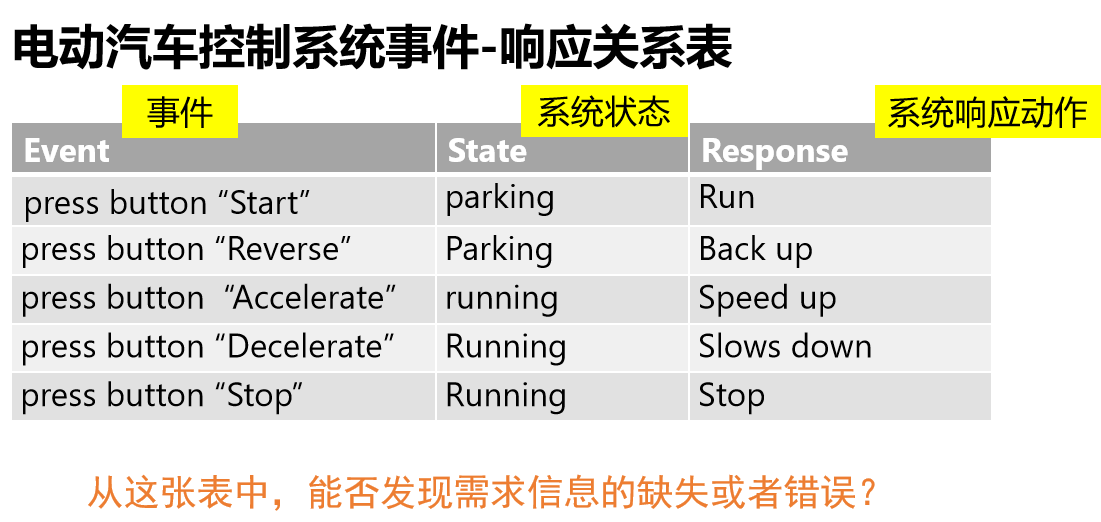 电动汽车控制系统事件-响应关系表
事件 系统状态 系统响应动作
Event State Response
press button “Start” parking Run
press button “Reverse” Parking Back up
press button “Accelerate” running Speed up
press button “Decelerate” Running Slows down
press button “Stop” Running Stop
从这张表中，能否发现需求信息的缺失或者错误？